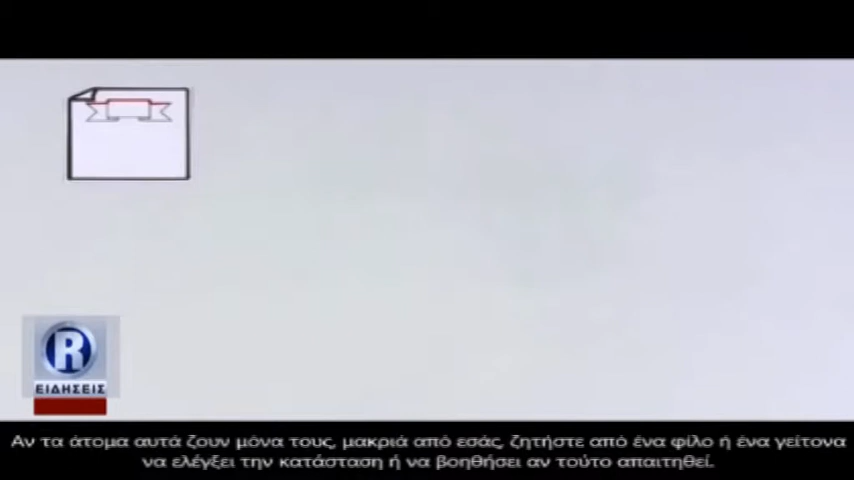 R
ΕΙΔΗΣΕΙΣ
Αν τα άτομα αυτά ζουν μόνα τους, μακριά από εσάς, ζητήστε από ένα φίλο ή ένα γείτονα
να ελέγξει την κατάσταση ή να βοηθήσει αν τούτο απαιτηθεί.